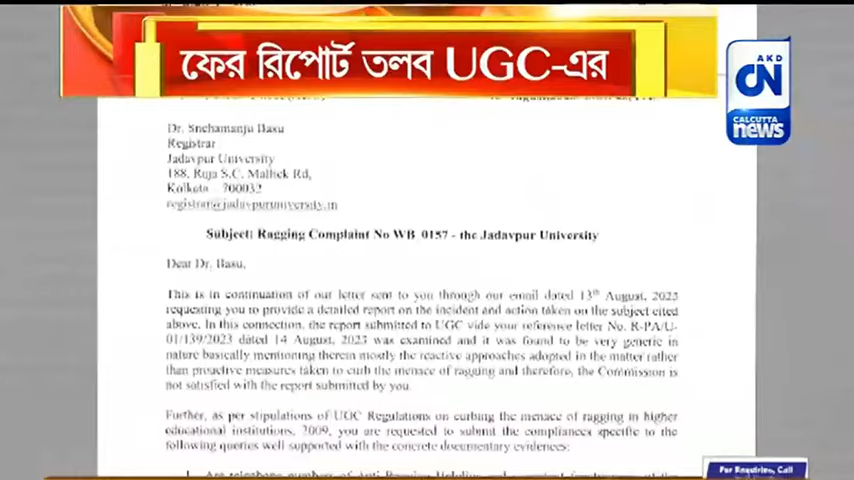 ফের রিপোর্ট তলব UGC-এর
AKD
CN
CALCUTTA
news
Dr. Snehamanju Basu
Registrar
Jadavpur University
188, Raja S.C. Mallick Rd,
Kolkata - 700032
registrar@jadavpuruniversity.in
Subject: Ragging Complaint No WB 0157 - the Jadavpur University
Dear Dr. Basu,
This is in continuation of our letter sent to you through our email dated 13th August, 2023
requesting you to provide a detailed report on the incident and action taken on the subject cited
above. In this connection, the report submitted to UGC vide your reference letter No. R-PA/U-
01/139/2023 dated 14 August, 2023 was examined and it was found to be very generic in
nature basically mentioning therein mostly the reactive approaches adopted in the matter rather
than proactive measures taken to curb the menace of ragging and therefore, the Commission is
not satisfied with the report submitted by you.
Further, as per stipulations of UGC Regulations on curbing the menace of ragging in higher
educational institutions, 2009, you are requested to submit the compliances specific to the
following queries well supported with the concrete documentary evidences:
For Enquiries, Call